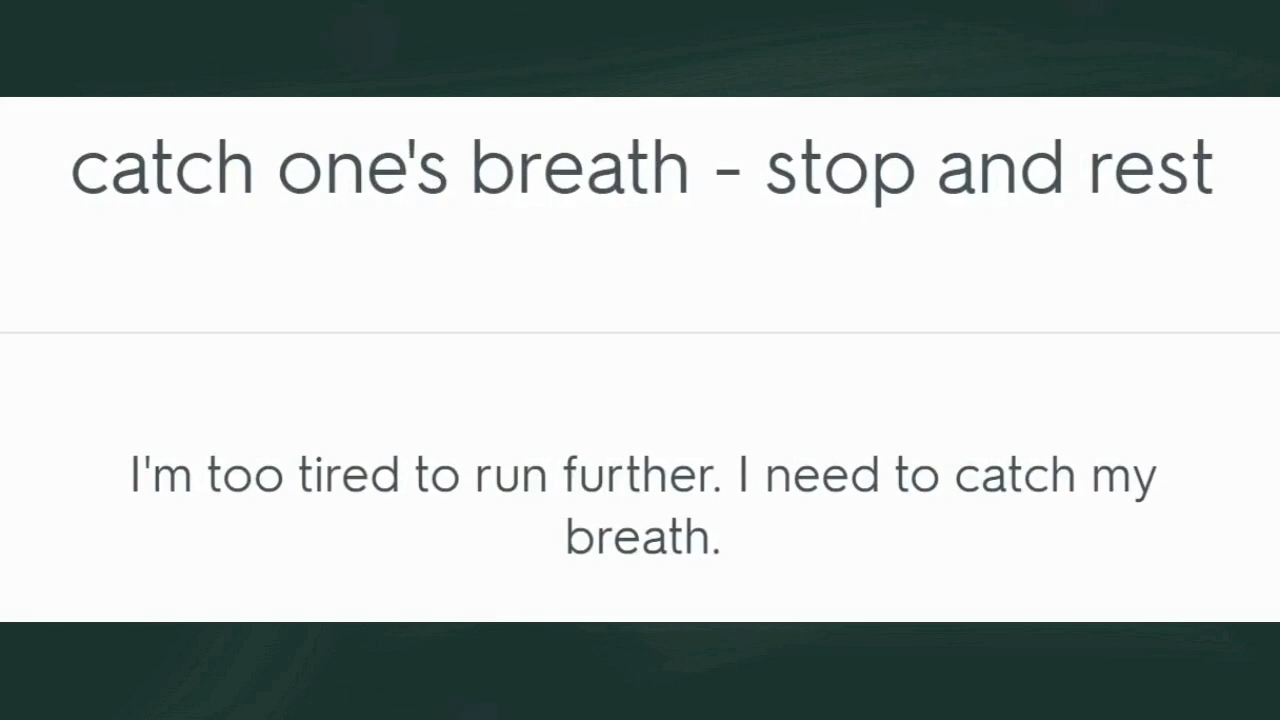 catch one's breath - stop and rest
I'm too tired to run further. I need to catch my
breath.